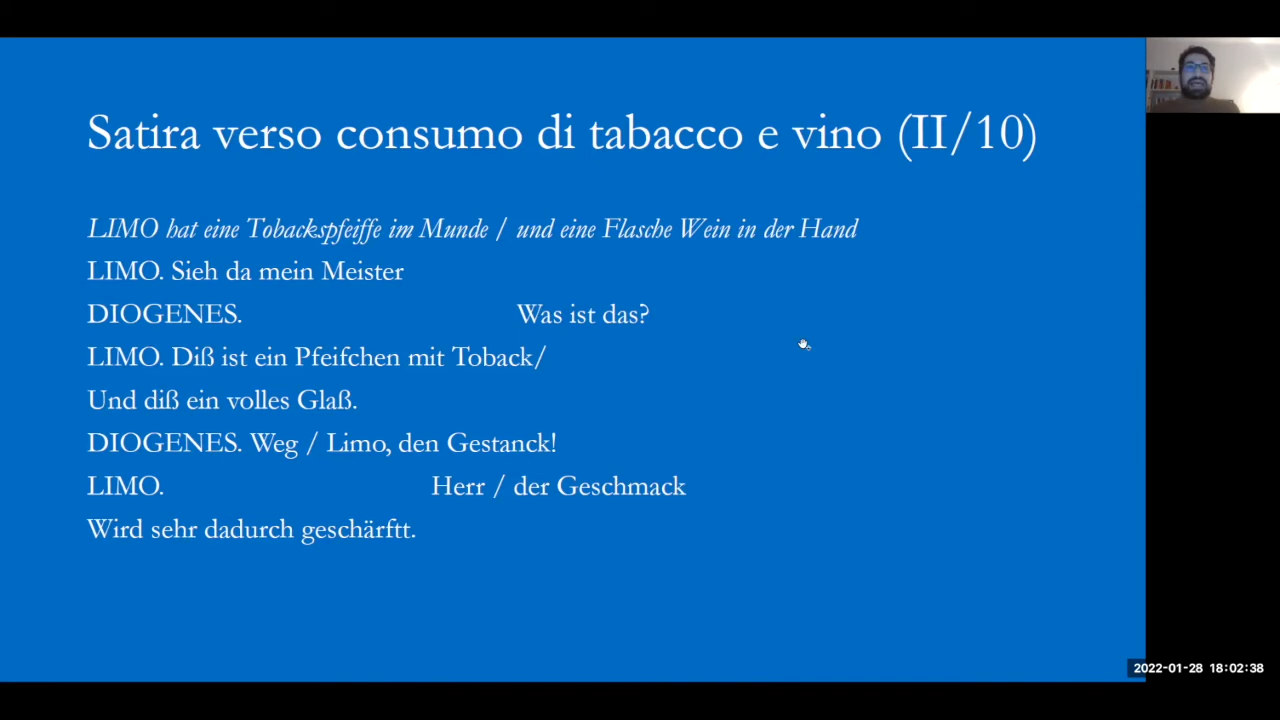 Satira verso consumo di tabacco e vino (II/10)
LIMO hat eine Tobackspfeiffe im Munde / und eine Flasche Wein in der Hand
LIMO. Sieh da mein Meister
DIOGENES. Was ist das?
LIMO. Diß ist ein Pfeifchen mit Toback/
Und diß ein volles Glaß.
DIOGENES. Weg / Limo, den Gestanck!
LIMO. Herr / der Geschmack
Wird sehr dadurch geschärftt.
2022-01-28 18:02:38